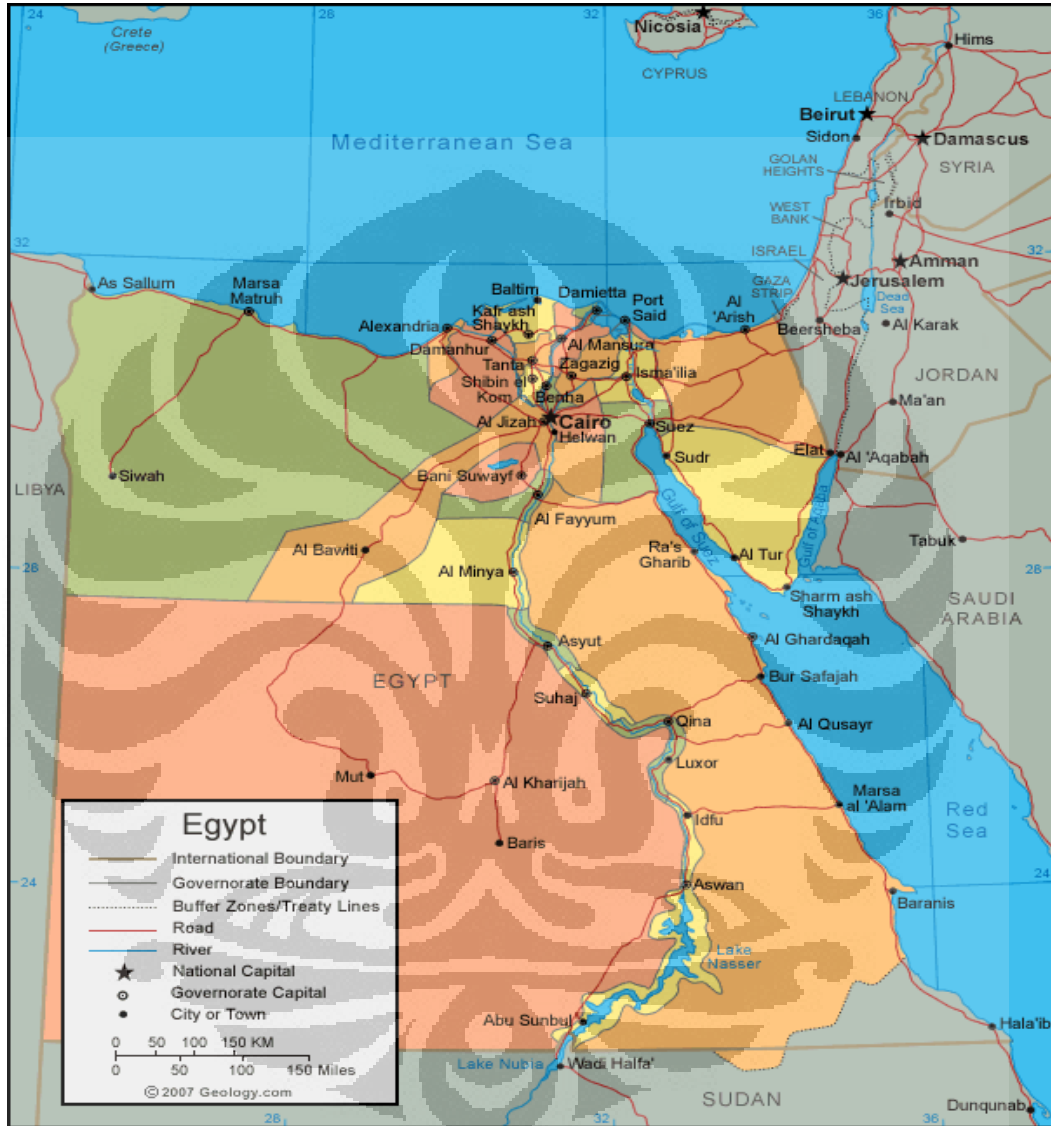 24
28
32
36
Crete
(Greece)
Nicosia
CYPRUS
Hims
LEBANON
Beirut
Sidon
Damascus
Mediterranean Sea
GOLAN
HEIGHTS
SYRIA
WEST
BANK
Irbid
32
32
ISRAEL
Amman
As Sallum
Marsa
Matruh
Baltim
Damietta
GAZA
STRIP
Jerusalem
Kafr ash
Shaykh
Port
Said
Al
'Arish
Dead
Sea
Alexandria
Beersheba
Al Karak
Damanhur
Al Mansura
Tanta
Zagazig
Isma'ilia
Shibin el
Kom
Benha
JORDAN
Ma'an
Al Jizah
Cairo
Helwan
Suez
Sudr
Elat
Al 'Aqabah
LIBYA
Siwah
Bani Suwayf
Al Fayyum
Gulf of Suez
Gulf of Aqaba
Al Bawiti
Ra's
Gharib
Al Tur
Tabuk
28
28
Al Minya
Sharm ash
Shaykh
SAUDI
ARABIA
Asyut
Al Ghardaqah
EGYPT
Bur Safajah
Suhaj
Qina
Al Qusayr
Luxor
Mut
Al Kharijah
Marsa
al 'Alam
Red
Sea
Idfu
Baris
24
24
Aswan
Baranis
Lake
Nasser
Abu Sunbul
Hala'ib
Lake Nubia
Wadi Halfa'
SUDAN
Dunqunab
28
32
36
Egypt
International Boundary
Governorate Boundary
Buffer Zones/Treaty Lines
Road
River
National Capital
Governorate Capital
City or Town
0 50 100 150 KM
0 50 100 150 Miles
© 2007 Geology.com